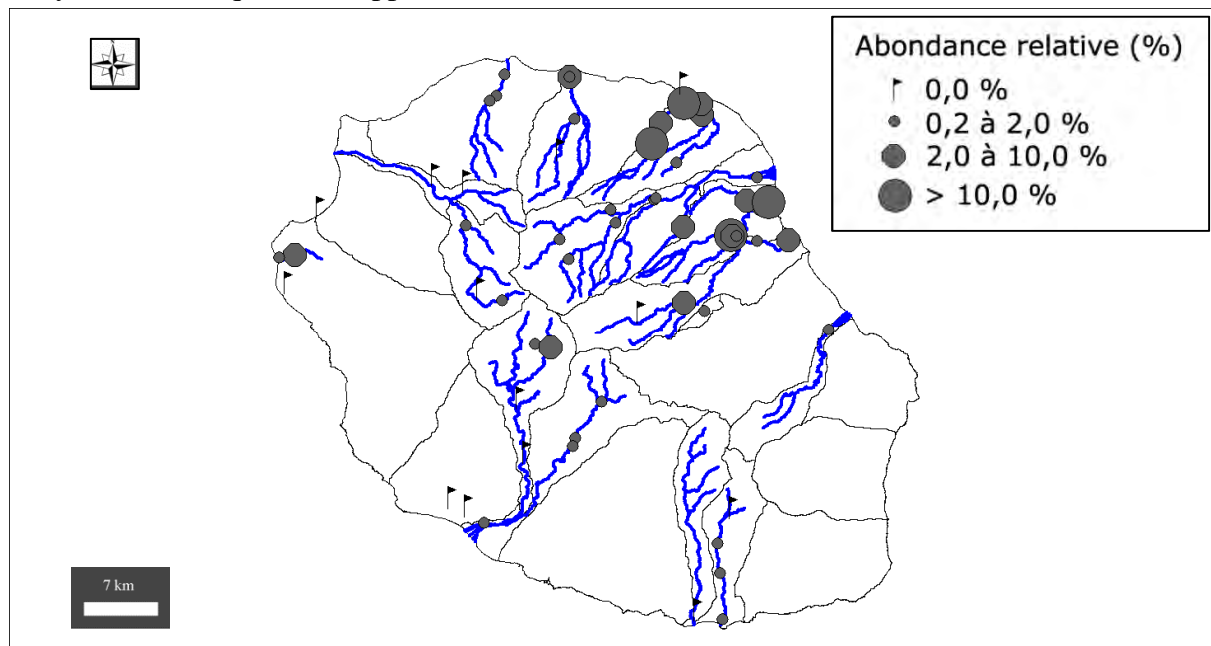 Abondance relative (%)
0,0 %
0,2 à 2,0 %
2,0 à 10,0 %
> 10,0 %
7 km